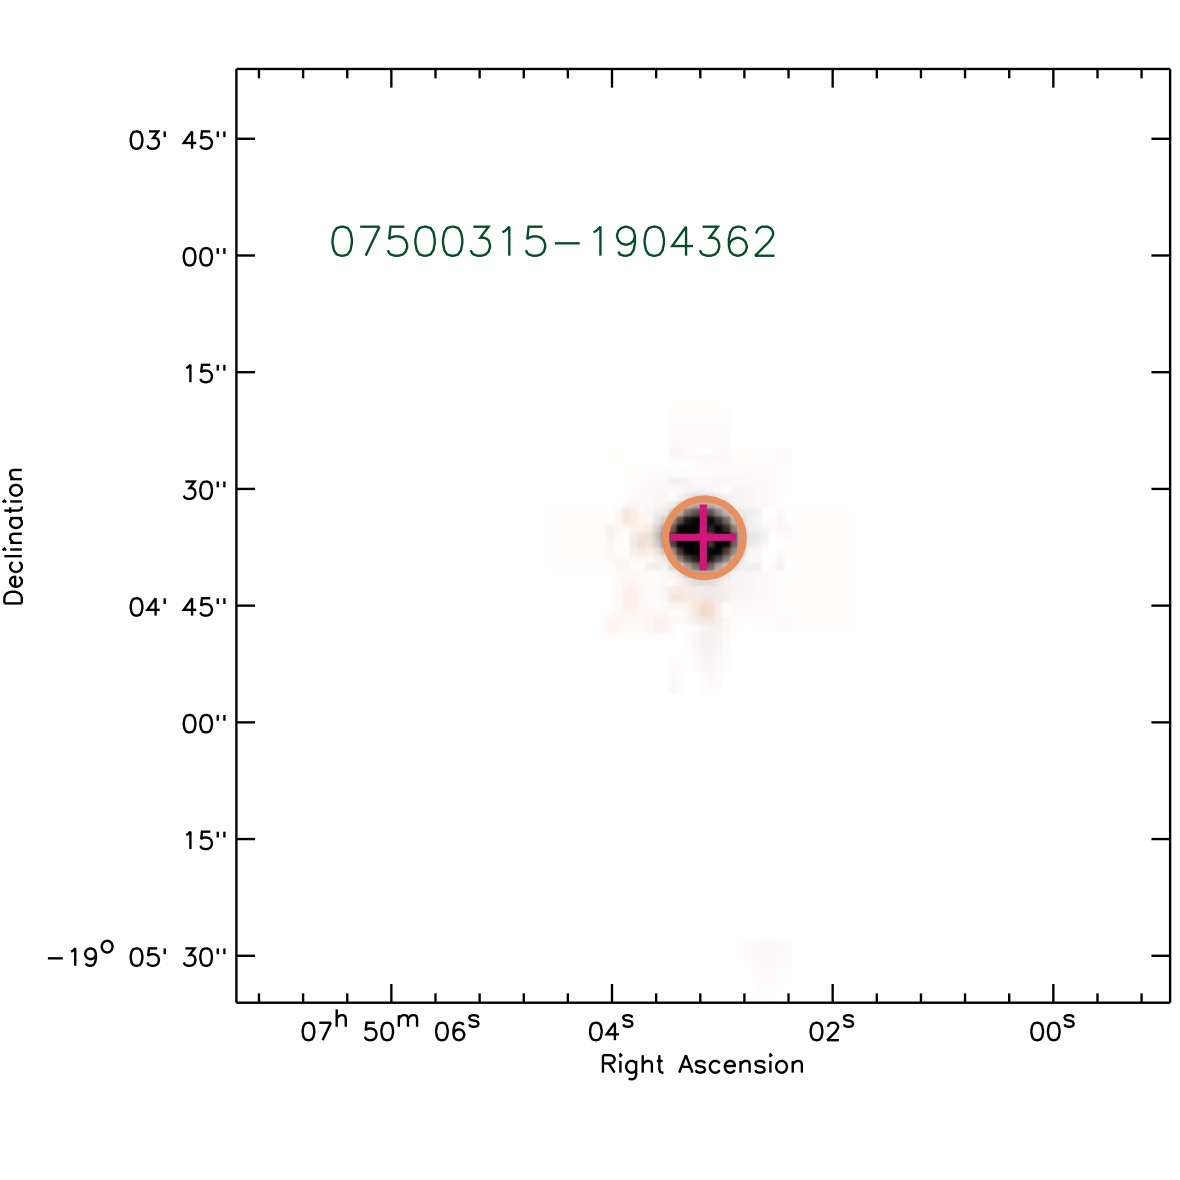 03' 45"
07500315-1904362
00"
15"
30"
04' 45"
00"
15"
-19° 05' 30"
07h 50m 06s 04s 02s 00s
Right Ascension
Declination